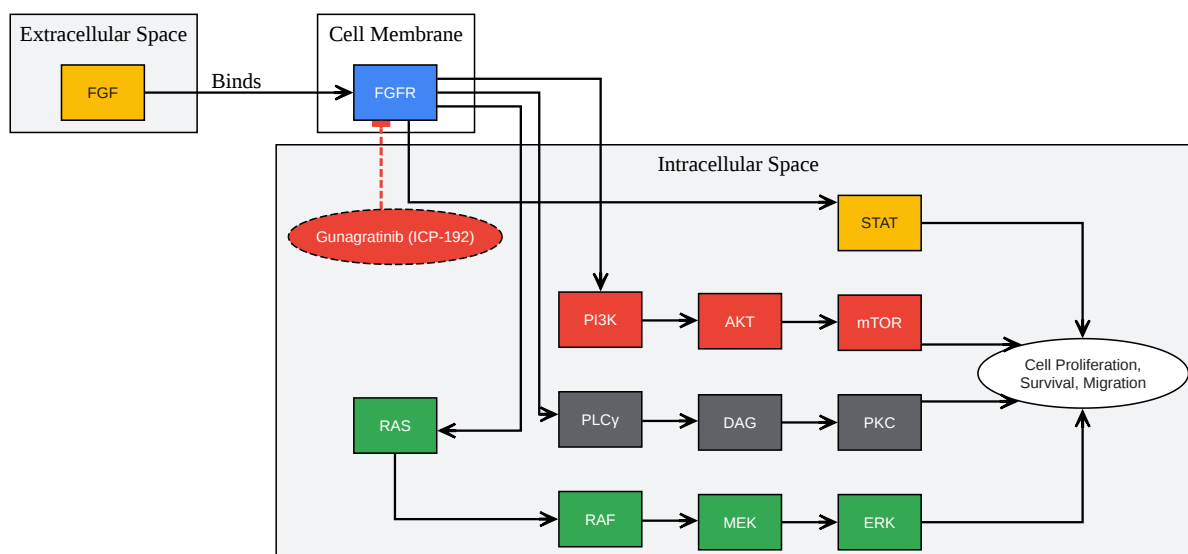 Extracellular Space
Cell Membrane
FGF
Binds
FGFR
Intracellular Space
Gunagratinib (ICP-192)
STAT
PI3K
AKT
mTOR
Cell Proliferation,
Survival, Migration
RAS
PLCγ
DAG
PKC
RAF
MEK
ERK